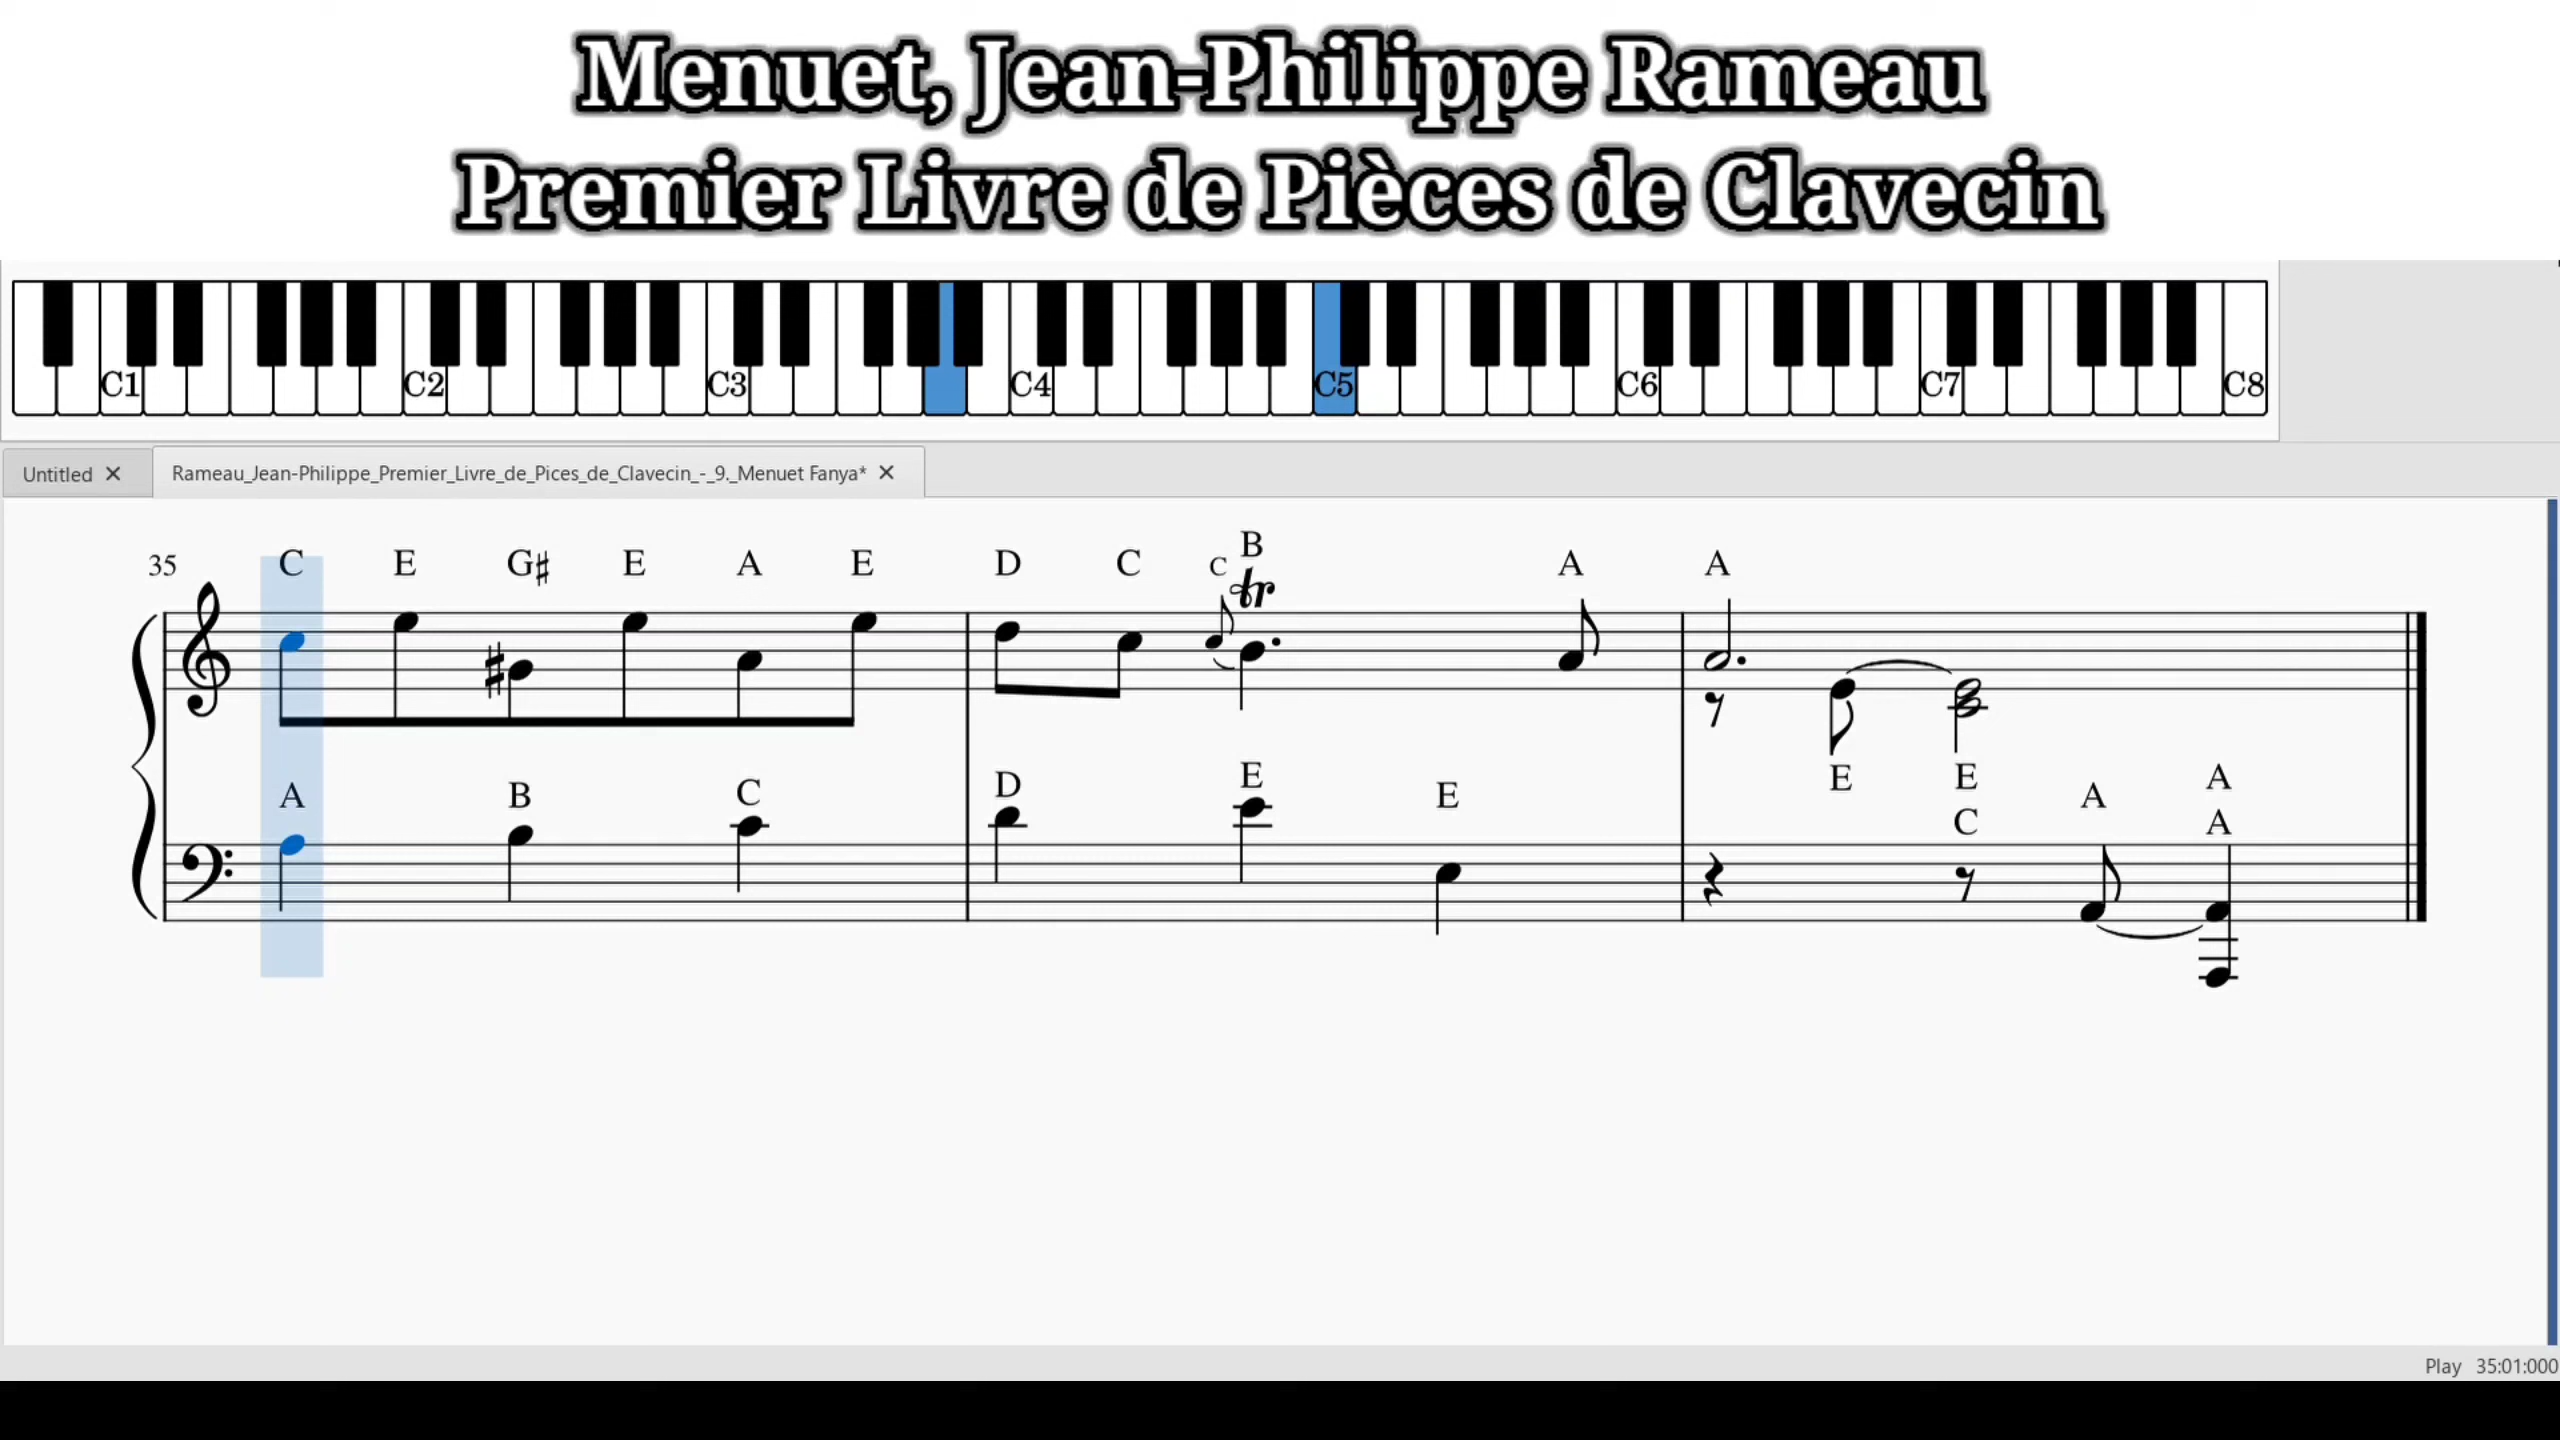 Menuet, Jean-Philippe Rameau
Premier Livre de Pièces de Clavecin
C1 C2 C3 C4 C5 C6 C7 C8
Untitled
Rameau_Jean-Philippe_Premier_Livre_de_Pices_de_Clavecin_-_9._Menuet Fanya*
35 C E G♯ E A E D C C B A A
tr
A B C D E E E E A A
C A
Play 35:01:000